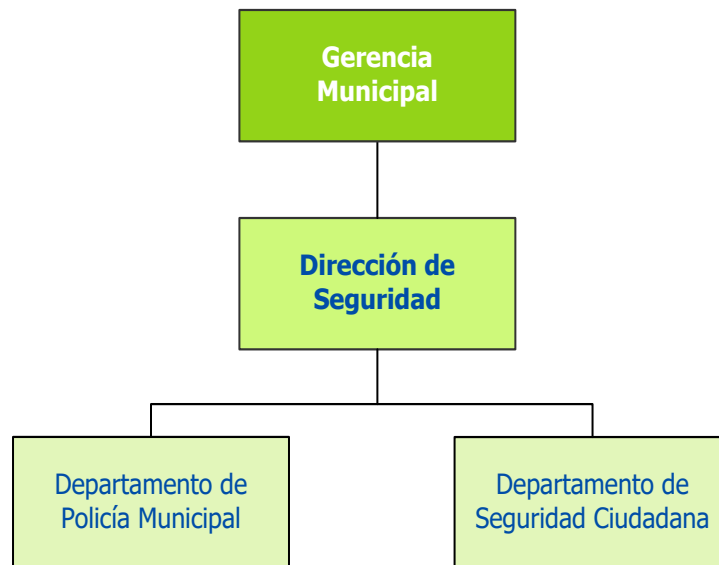 Gerencia
Municipal
Dirección de
Seguridad
Departamento de
Policía Municipal
Departamento de
Seguridad Ciudadana